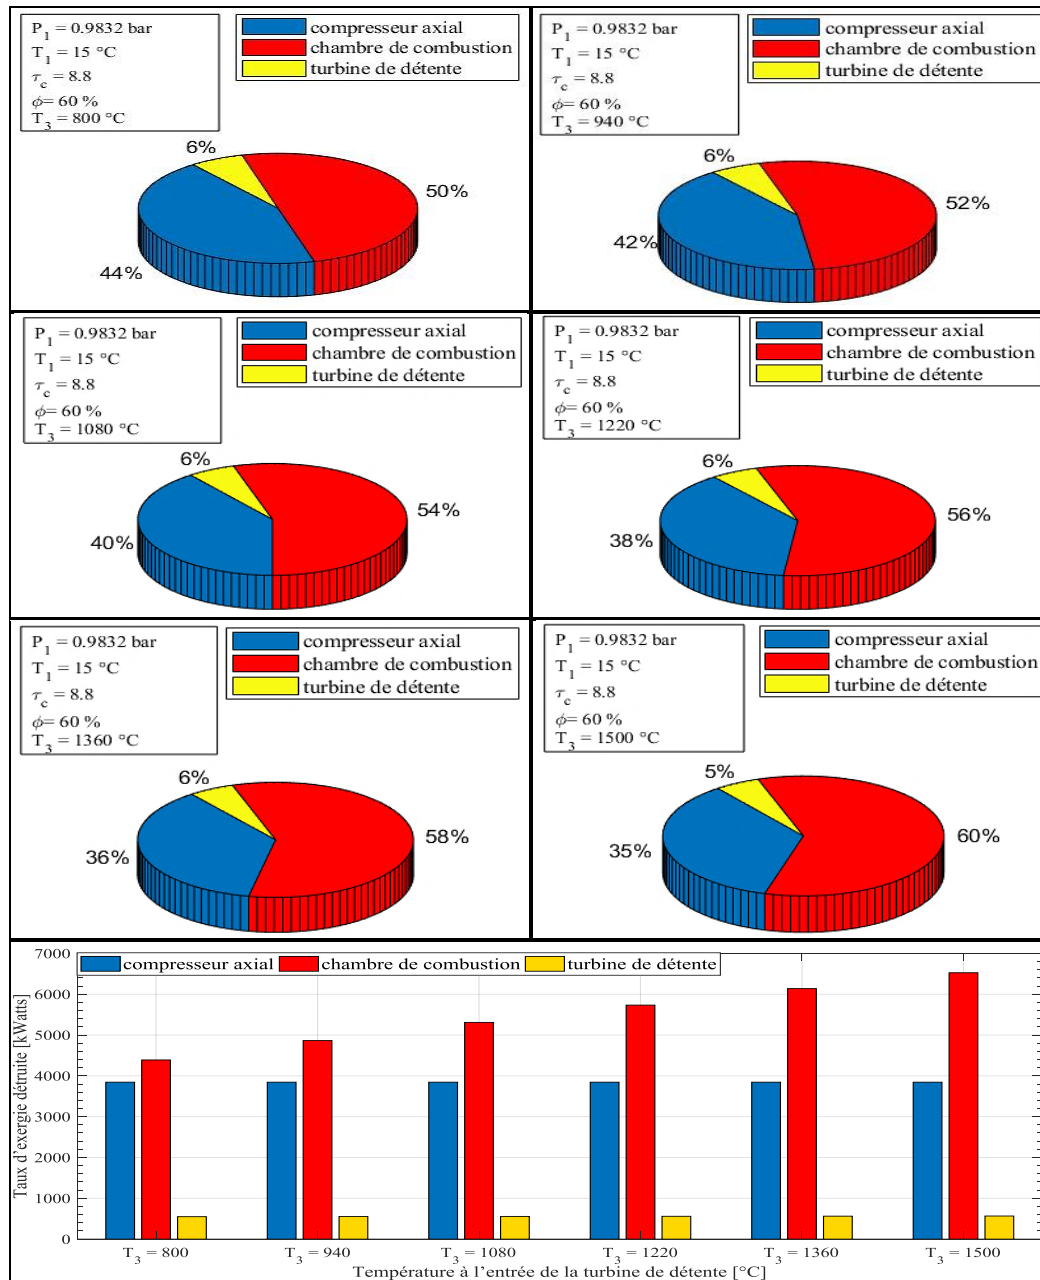 P1 = 0.9832 bar
T1 = 15 °C
τc = 8.8
ϕ= 60 %
T3 = 800 °C
compresseur axial
chambre de combustion
turbine de détente
6%
50%
44%
P1 = 0.9832 bar
T1 = 15 °C
τc = 8.8
ϕ= 60 %
T3 = 940 °C
compresseur axial
chambre de combustion
turbine de détente
6%
52%
42%
P1 = 0.9832 bar
T1 = 15 °C
τc = 8.8
ϕ= 60 %
T3 = 1080 °C
compresseur axial
chambre de combustion
turbine de détente
6%
54%
40%
P1 = 0.9832 bar
T1 = 15 °C
τc = 8.8
ϕ= 60 %
T3 = 1220 °C
compresseur axial
chambre de combustion
turbine de détente
6%
56%
38%
P1 = 0.9832 bar
T1 = 15 °C
τc = 8.8
ϕ= 60 %
T3 = 1360 °C
compresseur axial
chambre de combustion
turbine de détente
6%
58%
36%
P1 = 0.9832 bar
T1 = 15 °C
τc = 8.8
ϕ= 60 %
T3 = 1500 °C
compresseur axial
chambre de combustion
turbine de détente
5%
60%
35%
compresseur axial chambre de combustion turbine de détente
Taux d'exergie détruite [kWatts]
7000
6000
5000
4000
3000
2000
1000
0
T3 = 800 T3 = 940 T3 = 1080 T3 = 1220 T3 = 1360 T3 = 1500
Température à l'entrée de la turbine de détente [°C]